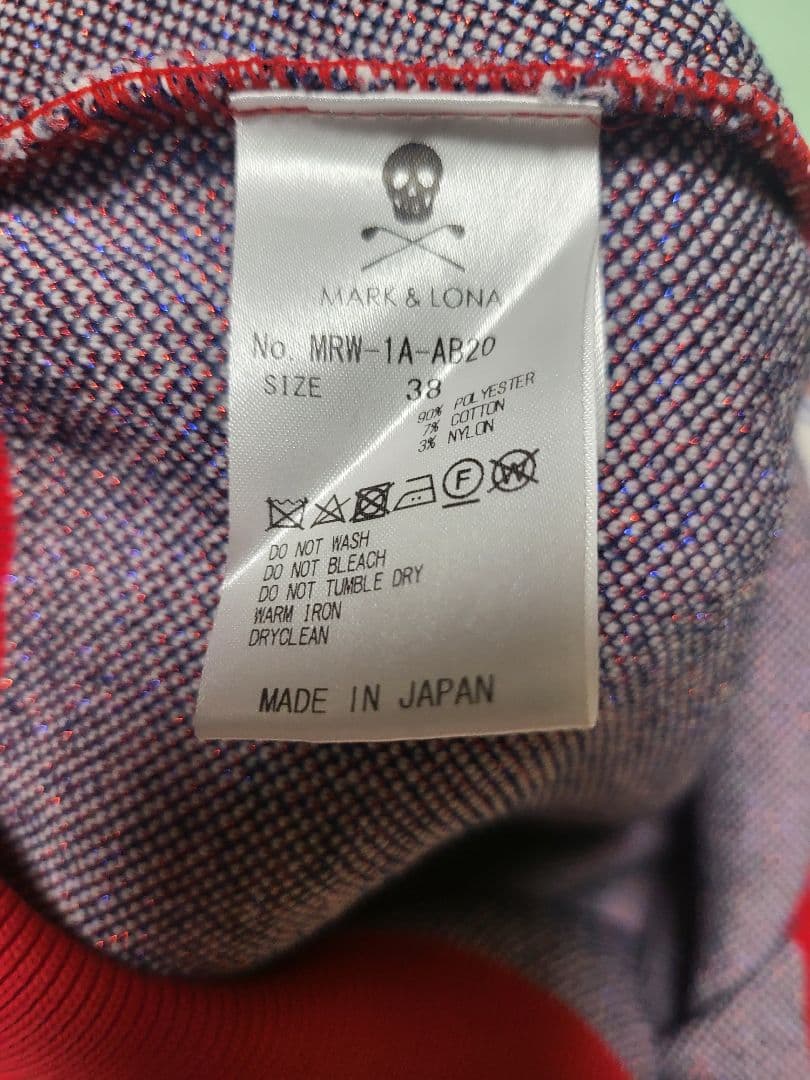 MARK & LONA
No. MRW-1A-AB20
SIZE 38
90% POLYESTER
7% COTTON
3% NYLON
F W
DO NOT WASH
DO NOT BLEACH
DO NOT TUMBLE DRY
WARM IRON
DRYCLEAN
MADE IN JAPAN